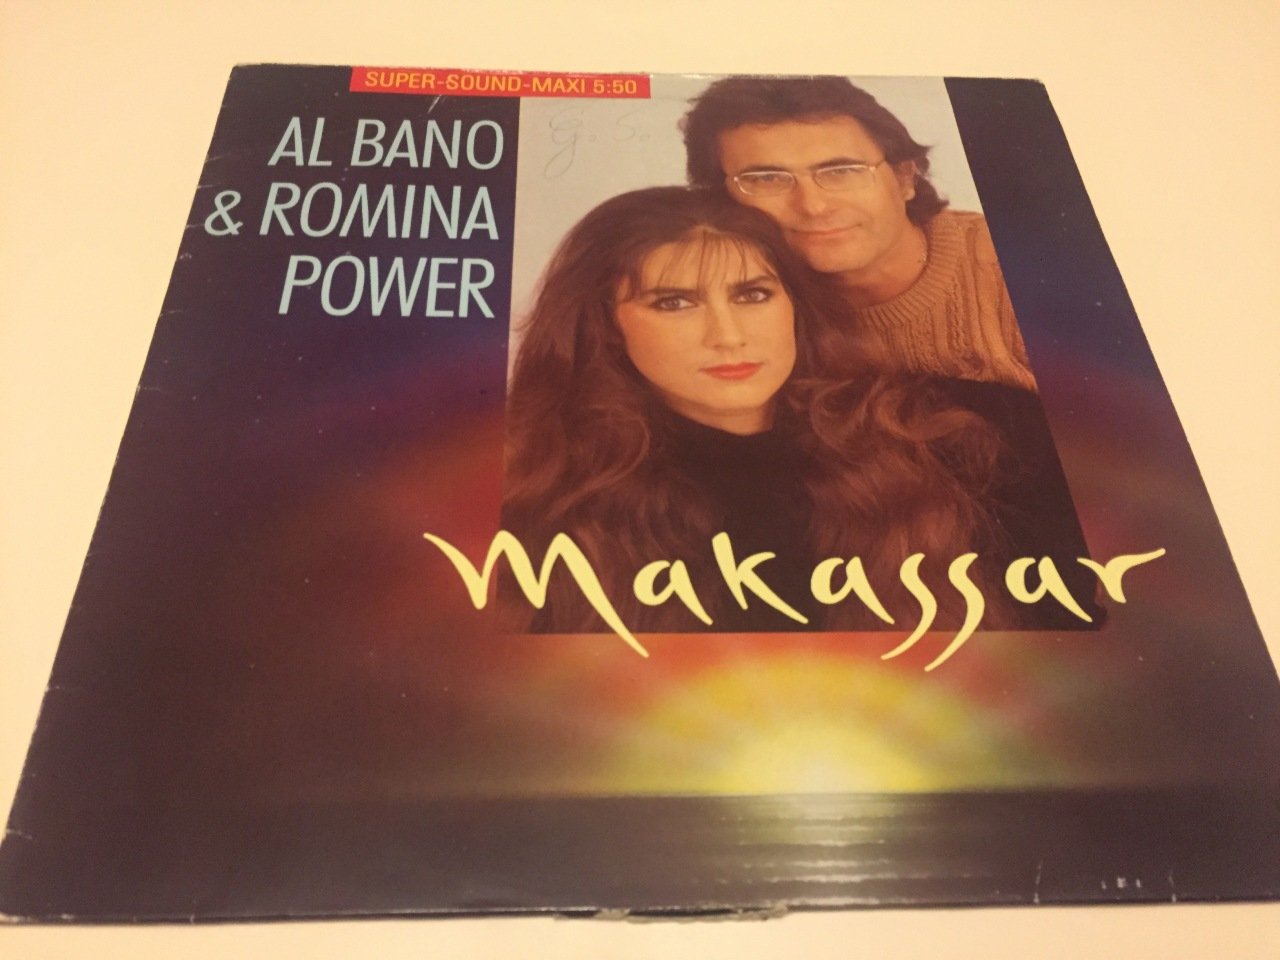 SUPER-SOUND-MAXI 5:50
G. S.
AL BANO
& ROMINA
POWER
Makassar